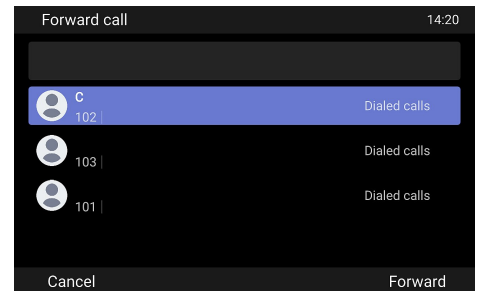 Forward call 14:20
C
102 Dialed calls
103 Dialed calls
101 Dialed calls
Cancel Forward